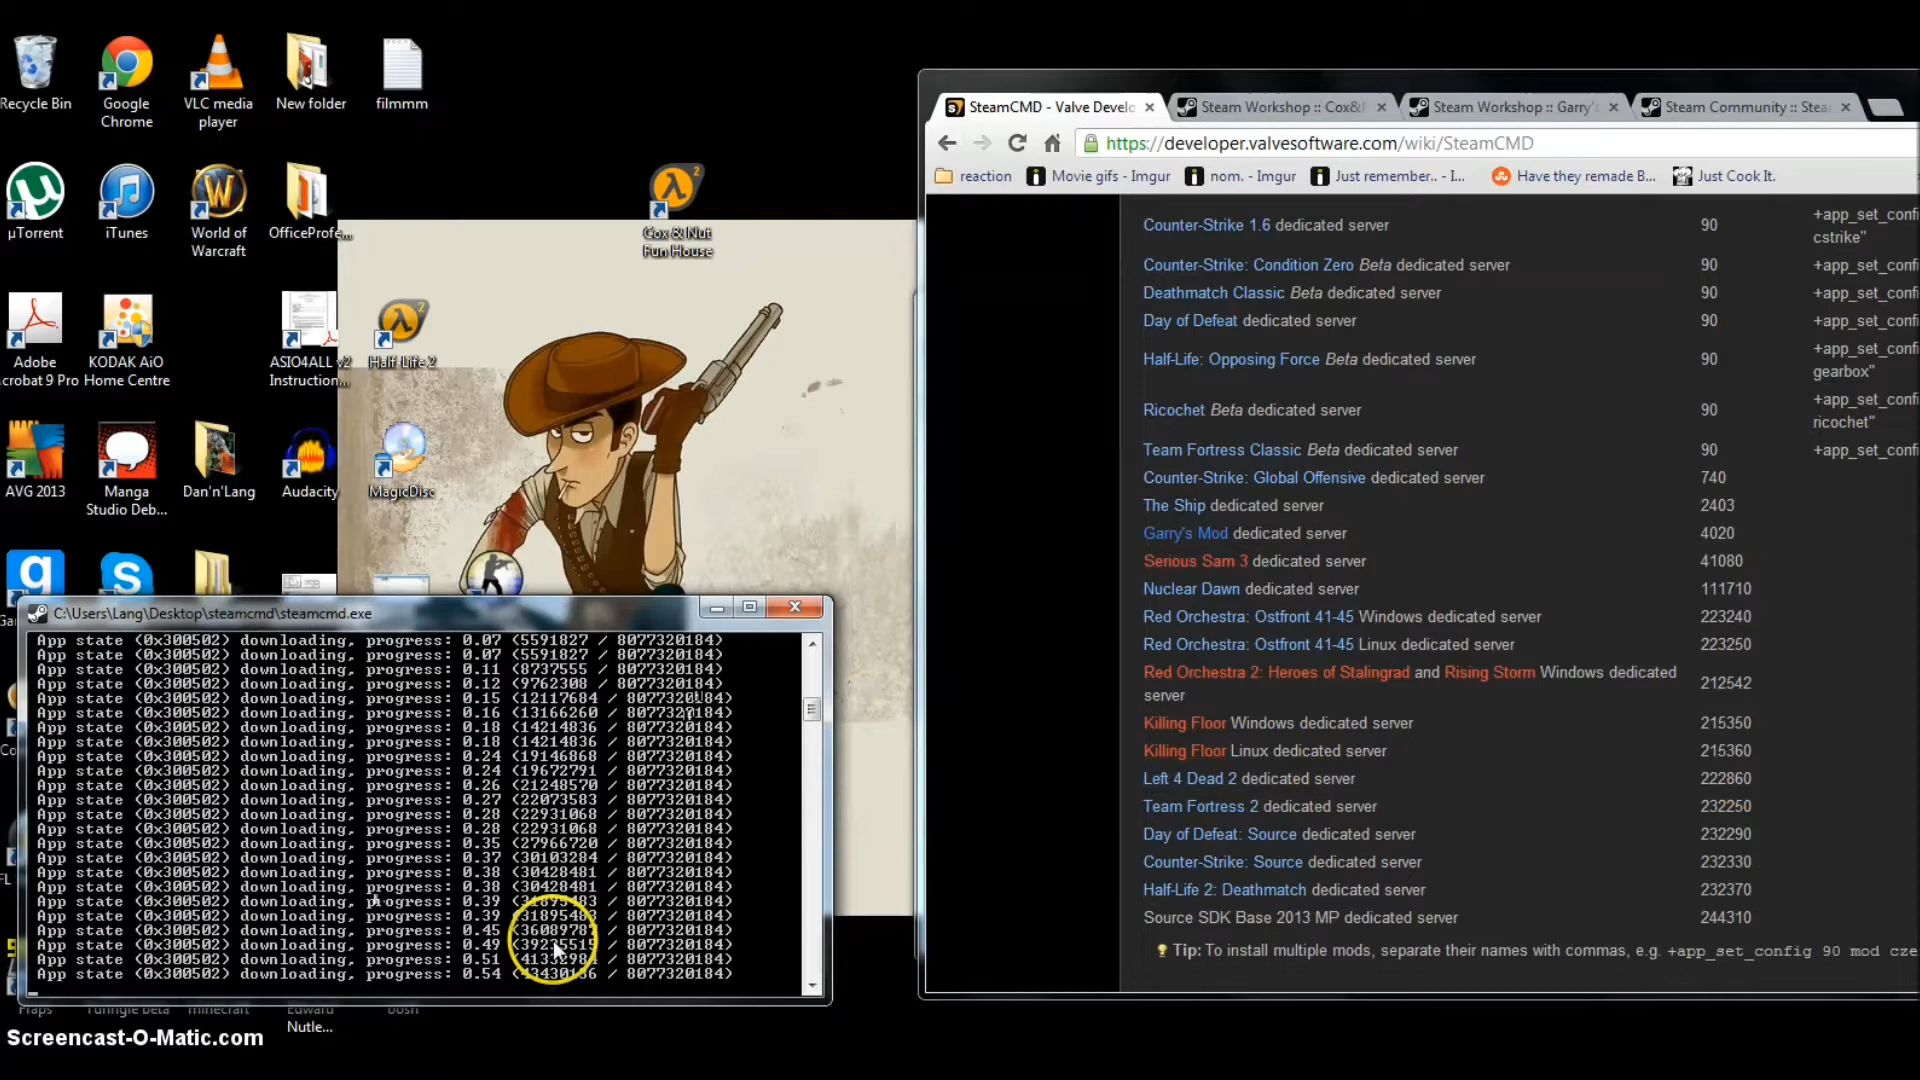 Recycle Bin
Google
Chrome
VLC media
player
New folder
filmmm
µTorrent
iTunes
World of
Warcraft
OfficeProfe...
Cox & Nut
Fun House
Adobe
Acrobat 9 Pro
KODAK AiO
Home Centre
ASIO4ALL v2
Instruction...
Half-Life 2
AVG 2013
Manga
Studio Deb...
Dan'n'Lang
Audacity
MagicDisc
C:\Users\Lang\Desktop\steamcmd\steamcmd.exe
App state (0x300502) downloading, progress: 0.07 (5591827 / 8077320184)
App state (0x300502) downloading, progress: 0.07 (5591827 / 8077320184)
App state (0x300502) downloading, progress: 0.11 (8737555 / 8077320184)
App state (0x300502) downloading, progress: 0.12 (9762308 / 8077320184)
App state (0x300502) downloading, progress: 0.15 (12117684 / 8077320184)
App state (0x300502) downloading, progress: 0.16 (13166260 / 8077320184)
App state (0x300502) downloading, progress: 0.18 (14214836 / 8077320184)
App state (0x300502) downloading, progress: 0.18 (14214836 / 8077320184)
App state (0x300502) downloading, progress: 0.24 (19146868 / 8077320184)
App state (0x300502) downloading, progress: 0.24 (19672791 / 8077320184)
App state (0x300502) downloading, progress: 0.26 (21248570 / 8077320184)
App state (0x300502) downloading, progress: 0.27 (22073583 / 8077320184)
App state (0x300502) downloading, progress: 0.28 (22931068 / 8077320184)
App state (0x300502) downloading, progress: 0.28 (22931068 / 8077320184)
App state (0x300502) downloading, progress: 0.35 (27966720 / 8077320184)
App state (0x300502) downloading, progress: 0.37 (30103284 / 8077320184)
App state (0x300502) downloading, progress: 0.38 (30428481 / 8077320184)
App state (0x300502) downloading, progress: 0.38 (30428481 / 8077320184)
App state (0x300502) downloading, progress: 0.39 (31895483 / 8077320184)
App state (0x300502) downloading, progress: 0.39 (31895483 / 8077320184)
App state (0x300502) downloading, progress: 0.45 / 8077320184)
App state (0x300502) downloading, progress: 0.49 / 8077320184)
App state (0x300502) downloading, progress: 0.51 / 8077320184)
App state (0x300502) downloading, progress: 0.54 / 8077320184)
Fraps
Tunngle beta
minecraft
Edward
Nutle...
Screencast-O-Matic.com
SteamCMD - Valve Develo
Steam Workshop :: Cox&
Steam Workshop :: Garry'
Steam Community :: Stea
https://developer.valvesoftware.com/wiki/SteamCMD
reaction
Movie gifs - Imgur
nom. - Imgur
Just remember.. - I...
Have they remade B...
Just Cook It.
Counter-Strike 1.6 dedicated server 90 +app_set_confi
cstrike"
Counter-Strike: Condition Zero Beta dedicated server 90 +app_set_confi
Deathmatch Classic Beta dedicated server 90 +app_set_confi
Day of Defeat dedicated server 90 +app_set_confi
Half-Life: Opposing Force Beta dedicated server 90 +app_set_confi
gearbox"
Ricochet Beta dedicated server 90 +app_set_confi
ricochet"
Team Fortress Classic Beta dedicated server 90 +app_set_confi
Counter-Strike: Global Offensive dedicated server 740
The Ship dedicated server 2403
Garry's Mod dedicated server 4020
Serious Sam 3 dedicated server 41080
Nuclear Dawn dedicated server 111710
Red Orchestra: Ostfront 41-45 Windows dedicated server 223240
Red Orchestra: Ostfront 41-45 Linux dedicated server 223250
Red Orchestra 2: Heroes of Stalingrad and Rising Storm Windows dedicated
server 212542
Killing Floor Windows dedicated server 215350
Killing Floor Linux dedicated server 215360
Left 4 Dead 2 dedicated server 222860
Team Fortress 2 dedicated server 232250
Day of Defeat: Source dedicated server 232290
Counter-Strike: Source dedicated server 232330
Half-Life 2: Deathmatch dedicated server 232370
Source SDK Base 2013 MP dedicated server 244310
Tip: To install multiple mods, separate their names with commas, e.g. +app_set_config 90 mod cze